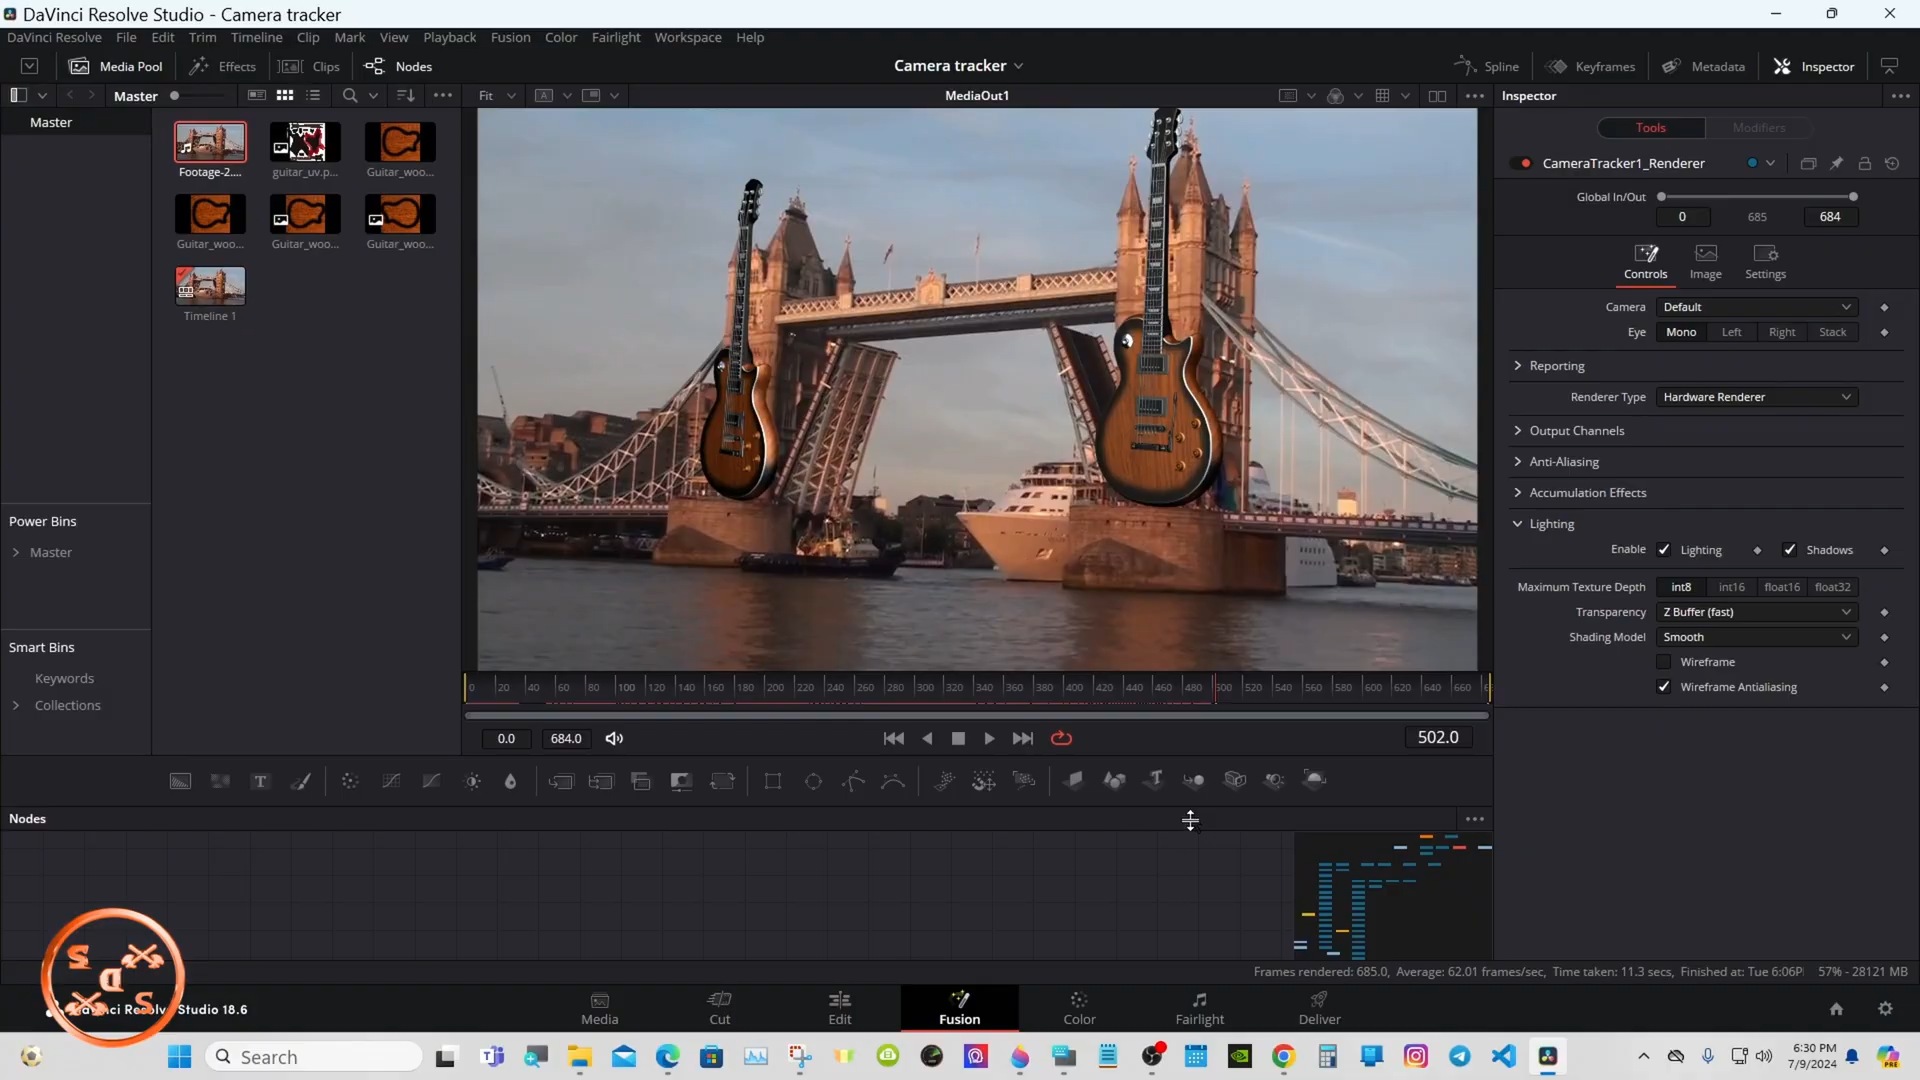 DaVinci Resolve Studio - Camera tracker
DaVinci Resolve File Edit Trim Timeline Clip Mark View Playback Fusion Color Fairlight Workspace Help
Media Pool Effects Clips Nodes Camera tracker Spline Keyframes Metadata Inspector
Master Fit MediaOut1 Inspector
Master
Footage-2.... guitar_uv.p... Guitar_woo...
Guitar_woo... Guitar_woo... Guitar_woo...
Timeline 1
Power Bins
Master
Smart Bins
Keywords
Collections
Tools Modifiers
CameraTracker1_Renderer
Global In/Out
0 685 684
Controls Image Settings
Camera Default
Eye Mono Left Right Stack
Reporting
Renderer Type Hardware Renderer
Output Channels
Anti-Aliasing
Accumulation Effects
Lighting
Enable Lighting Shadows
Maximum Texture Depth int8 int16 float16 float32
Transparency Z Buffer (fast)
Shading Model Smooth
Wireframe
Wireframe Antialiasing
0 20 40 60 80 100 120 140 160 180 200 220 240 260 280 300 320 340 360 380 400 420 440 460 480 500 520 540 560 580 600 620 640 660
0.0 684.0 502.0
Nodes
Frames rendered: 685.0, Average: 62.01 frames/sec, Time taken: 11.3 secs, Finished at: Tue 6:06P 57% - 28121 MB
Studio 18.6
Media Cut Edit Fusion Color Fairlight Deliver
Search
6:30 PM
7/9/2024